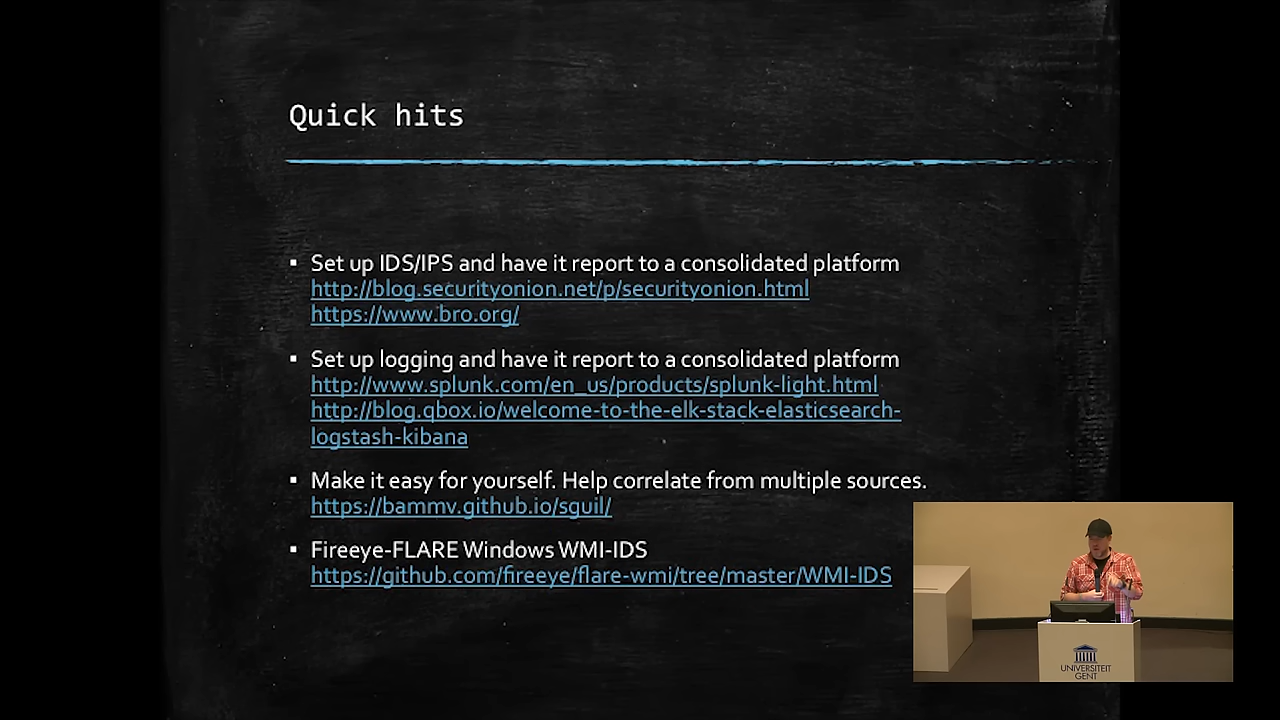 Quick hits
▪ Set up IDS/IPS and have it report to a consolidated platform
http://blog.securityonion.net/p/securityonion.html
https://www.bro.org/
▪ Set up logging and have it report to a consolidated platform
http://www.splunk.com/en_us/products/splunk-light.html
http://blog.qbox.io/welcome-to-the-elk-stack-elasticsearch-
logstash-kibana
▪ Make it easy for yourself. Help correlate from multiple sources.
https://bammv.github.io/sguil/
▪ Fireeye-FLARE Windows WMI-IDS
https://github.com/fireeye/flare-wmi/tree/master/WMI-IDS
UNIVERSITEIT
GENT